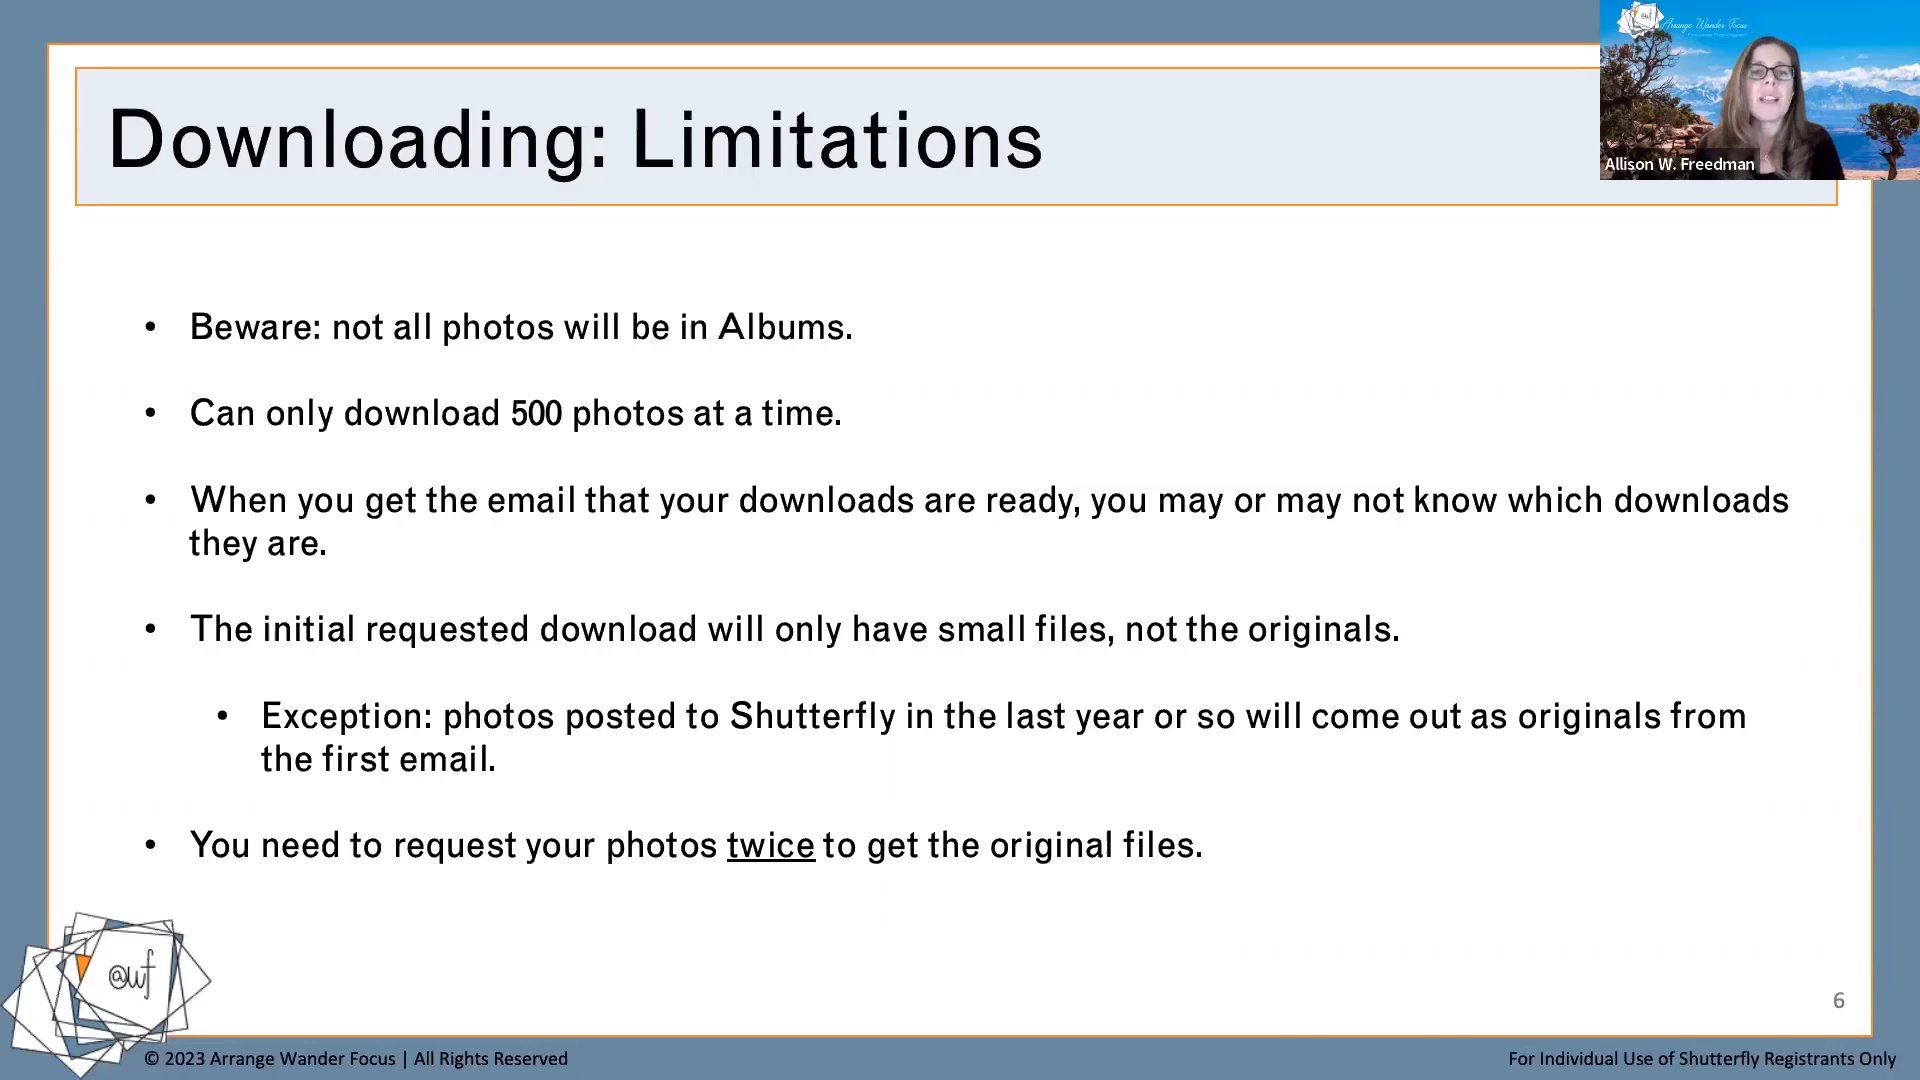 awf Arrange Wander Focus
Allison W. Freedman
Downloading: Limitations
• Beware: not all photos will be in Albums.
• Can only download 500 photos at a time.
• When you get the email that your downloads are ready, you may or may not know which downloads
they are.
• The initial requested download will only have small files, not the originals.
• Exception: photos posted to Shutterfly in the last year or so will come out as originals from
the first email.
• You need to request your photos twice to get the original files.
@wf
6
© 2023 Arrange Wander Focus | All Rights Reserved
For Individual Use of Shutterfly Registrants Only